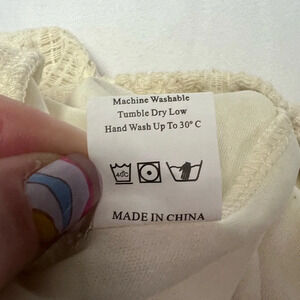 Machine Washable
Tumble Dry Low
Hand Wash Up To 30° C
40°C
MADE IN CHINA